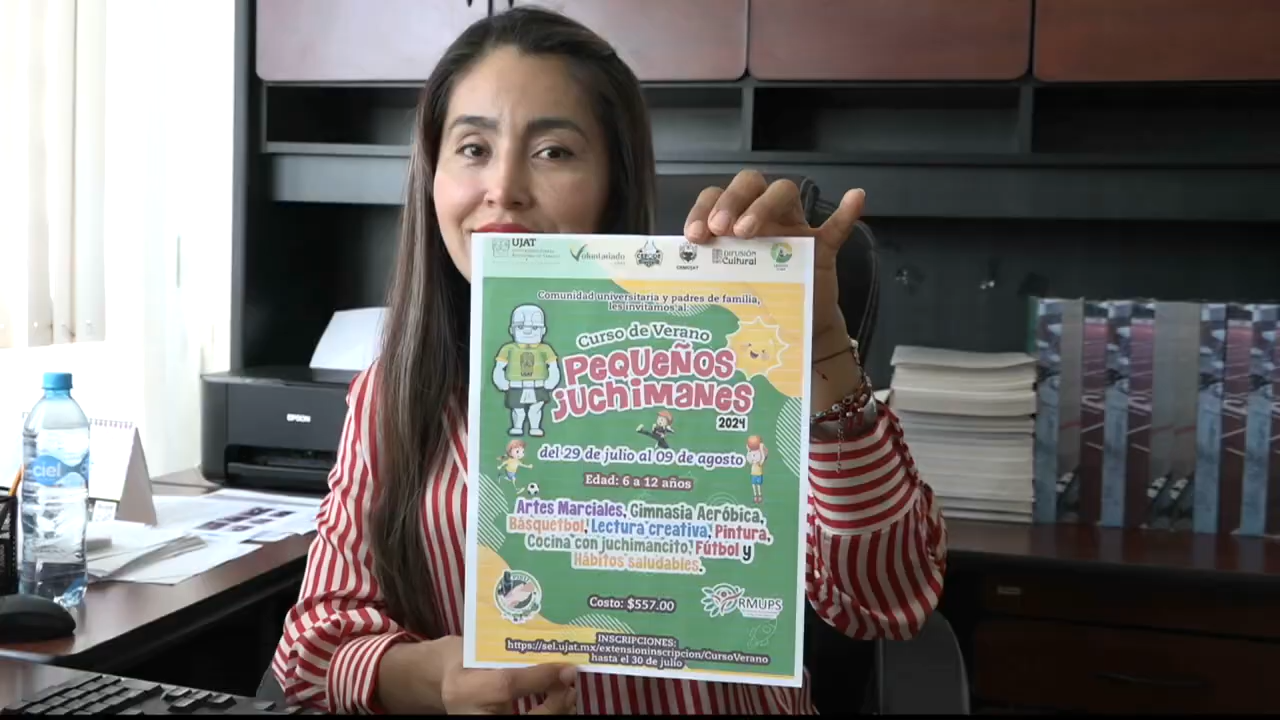 UJAT
Voluntariado
DIFUSIÓN
Cultural
Comunidad universitaria y padres de familia,
les invitamos al:
Curso de Verano
PEQUEÑOS
JUCHIMANES
2024
del 29 de julio al 09 de agosto
Edad: 6 a 12 años
Artes Marciales, Gimnasia Aeróbica,
Básquetbol, Lectura creativa, Pintura,
Cocina con juchimancito, Fútbol y
Hábitos saludables.
Costo: $557.00
RMUPS
INSCRIPCIONES:
https://sel.ujat.mx/extensioninscripcion/CursoVerano
hasta el 30 de julio
EPSON
ciel